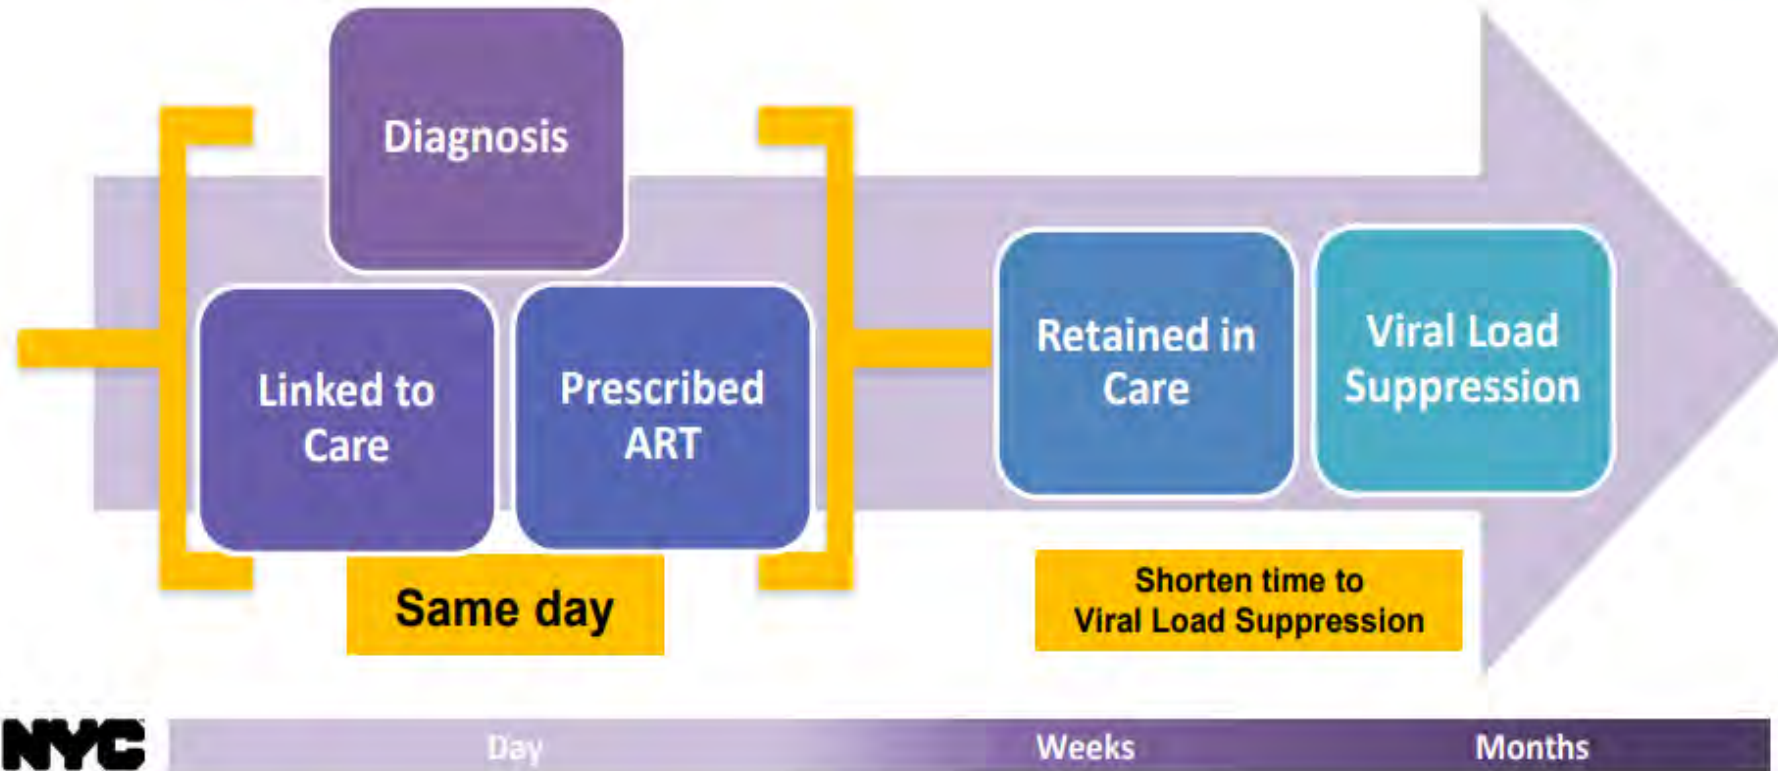 Diagnosis
Linked to
Care
Prescribed
ART
Same day
Retained in
Care
Viral Load
Suppression
Shorten time to
Viral Load Suppression
NYC
Day
Weeks
Months